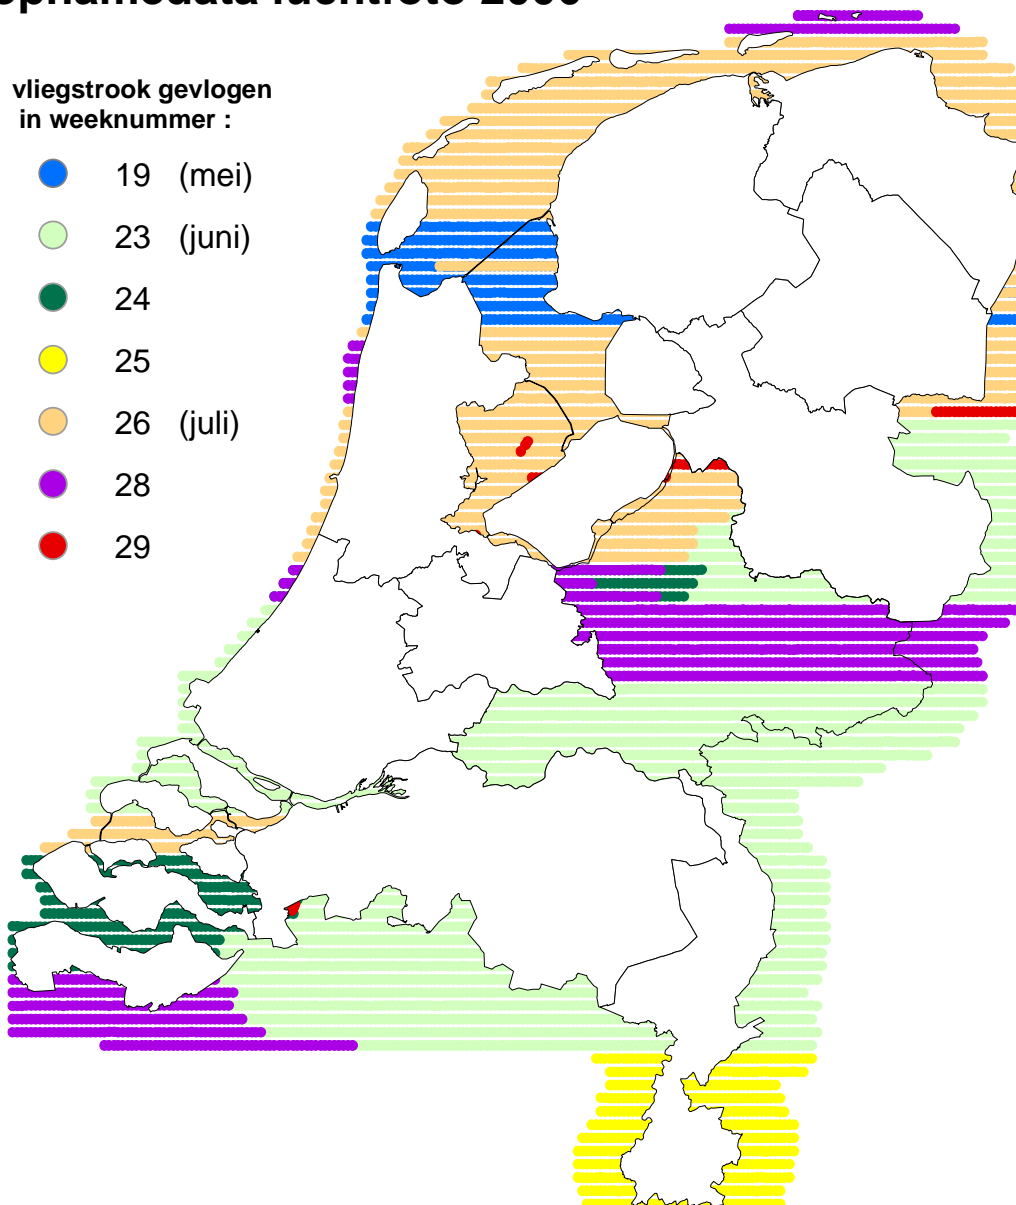 vliegstrook gevlogen
in weeknummer :
19 (mei)
23 (juni)
24
25
26 (juli)
28
29